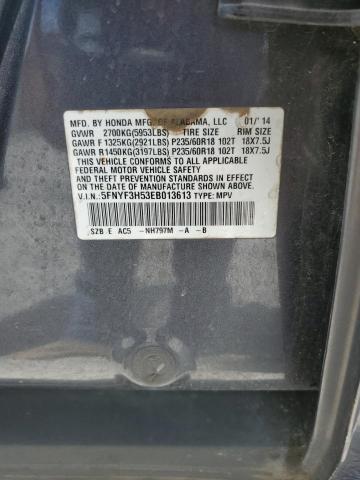 MFD. BY HONDA MFG. OF ALABAMA, LLC 01/'14
GVWR 2700KG(5953LBS) TIRE SIZE RIM SIZE
GAWR F 1325KG(2921LBS) P235/60R18 102T 18X7.5J
GAWR R1450KG(3197LBS) P235/60R18 102T 18X7.5J
THIS VEHICLE CONFORMS TO ALL APPLICABLE
FEDERAL MOTOR VEHICLE SAFETY
AND THEFT PREVENTION STANDARDS IN EFFECT
ON THE DATE OF MANUFACTURE SHOWN ABOVE.
V.I.N.:5FNYF3H53EB013613 TYPE: MPV
SZB E AC5 -NH797M -A -B